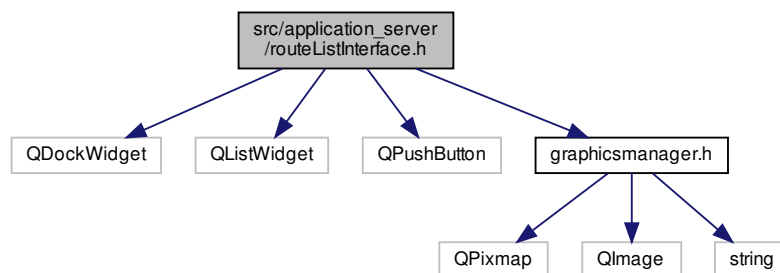 src/application_server
/routeListInterface.h
QDockWidget
QListWidget
QPushButton
graphicsmanager.h
QPixmap
QImage
string